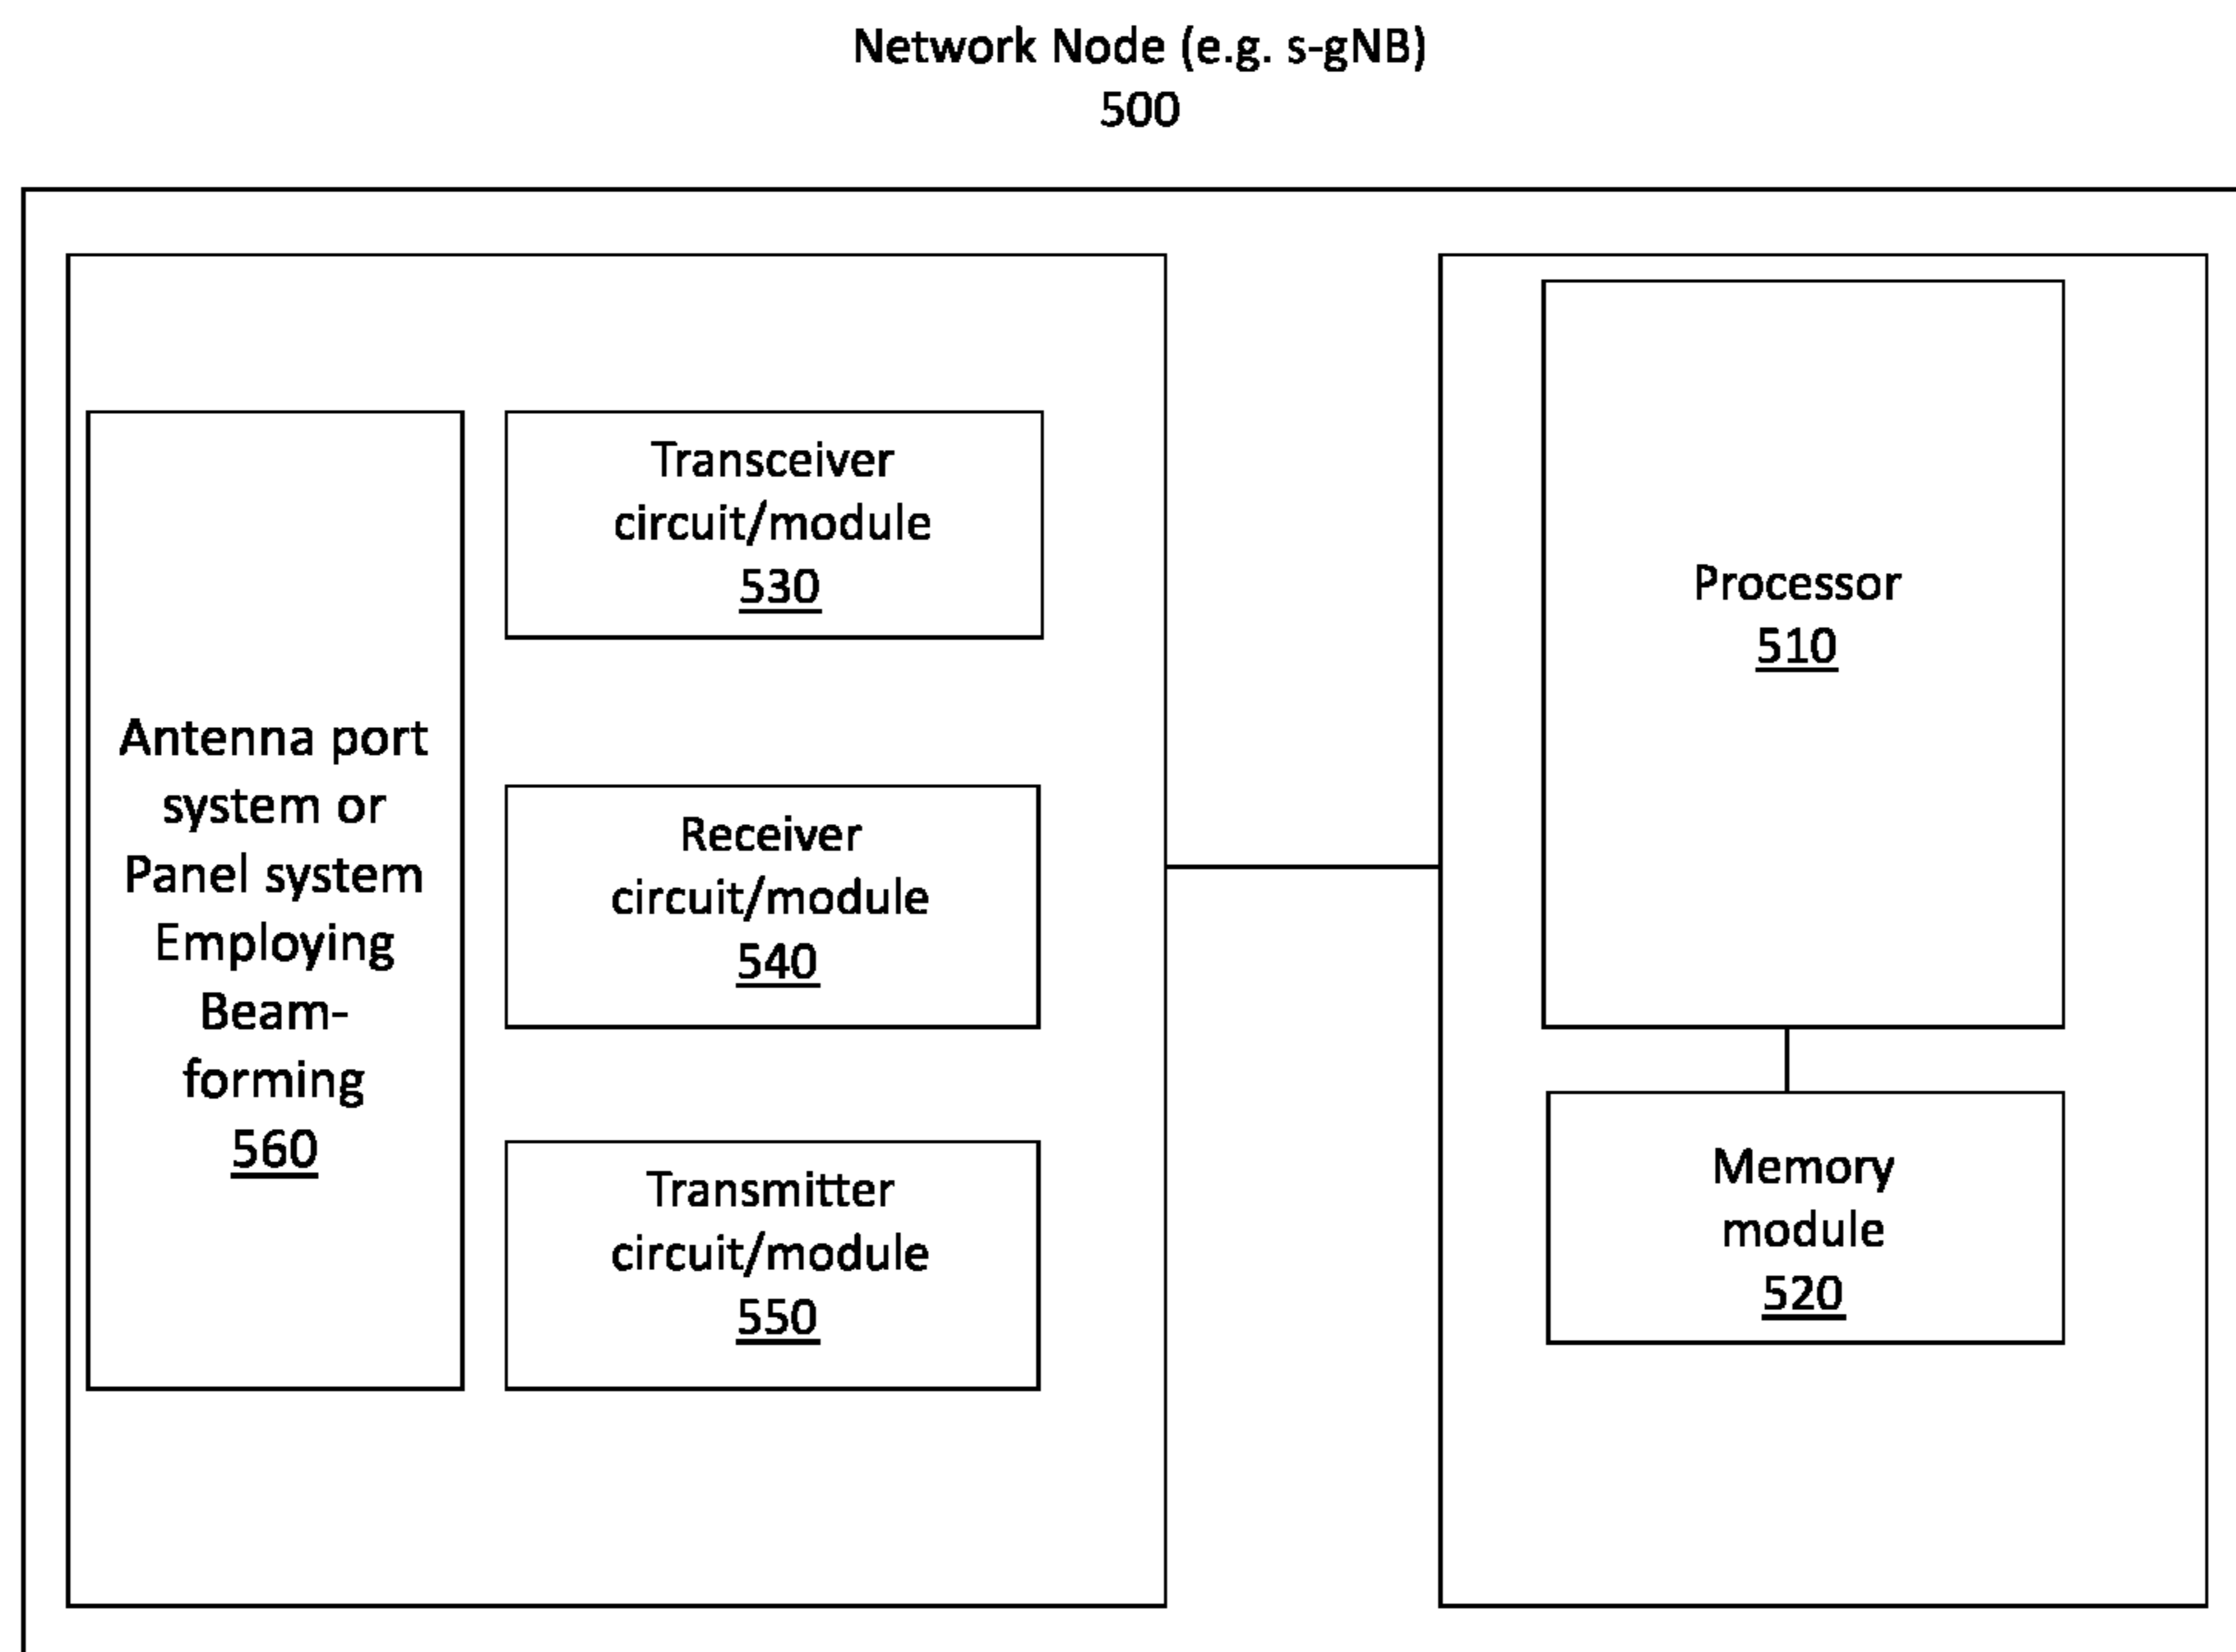 Network Node (e.g. s-gNB)
500
Antenna port
system or
Panel system
Employing
Beam-
forming
560
Transceiver
circuit/module
530
Receiver
circuit/module
540
Transmitter
circuit/module
550
Processor
510
Memory
module
520